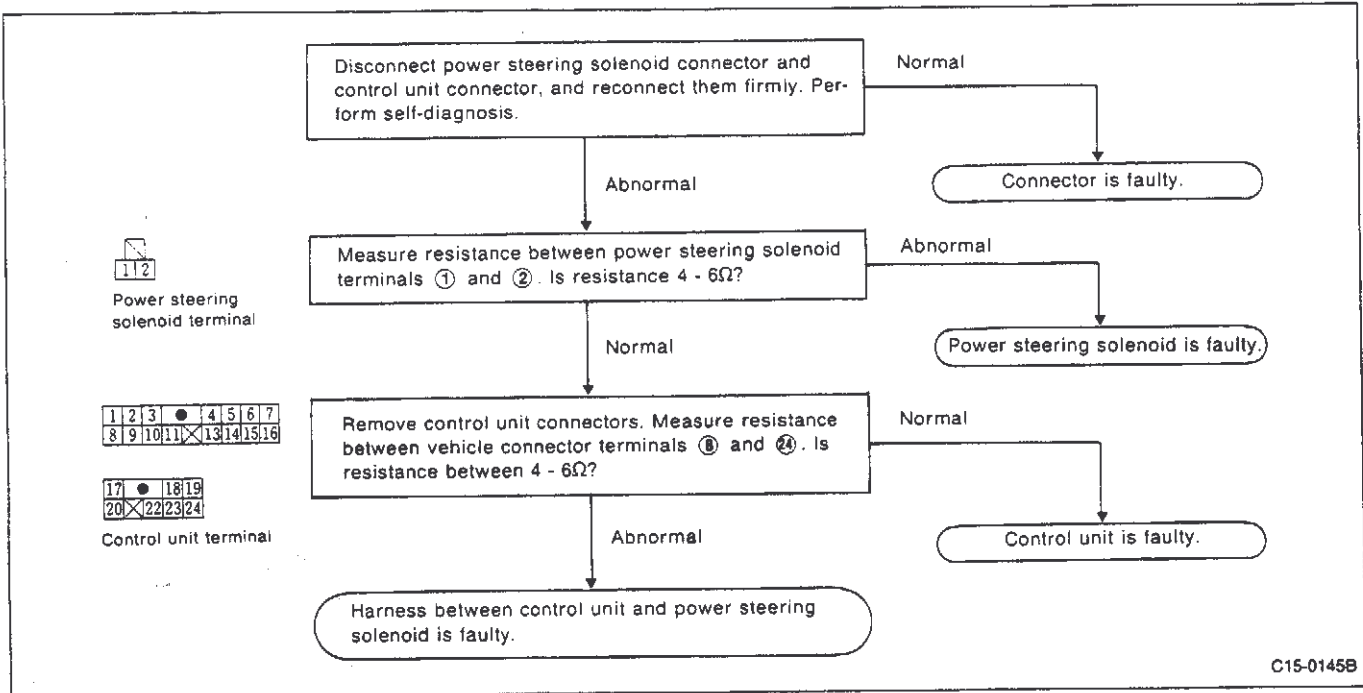 Disconnect power steering solenoid connector and
control unit connector, and reconnect them firmly. Per-
form self-diagnosis.
Normal
Connector is faulty.
Abnormal
1 2
Power steering
solenoid terminal
Measure resistance between power steering solenoid
terminals ① and ②. Is resistance 4 - 6Ω?
Abnormal
Power steering solenoid is faulty.
Normal
1 2 3 ● 4 5 6 7
8 9 10 11 13 14 15 16
17 ● 18 19
20 22 23 24
Control unit terminal
Remove control unit connectors. Measure resistance
between vehicle connector terminals ⑧ and ㉔. Is
resistance between 4 - 6Ω?
Normal
Control unit is faulty.
Abnormal
Harness between control unit and power steering
solenoid is faulty.
C15-0145B